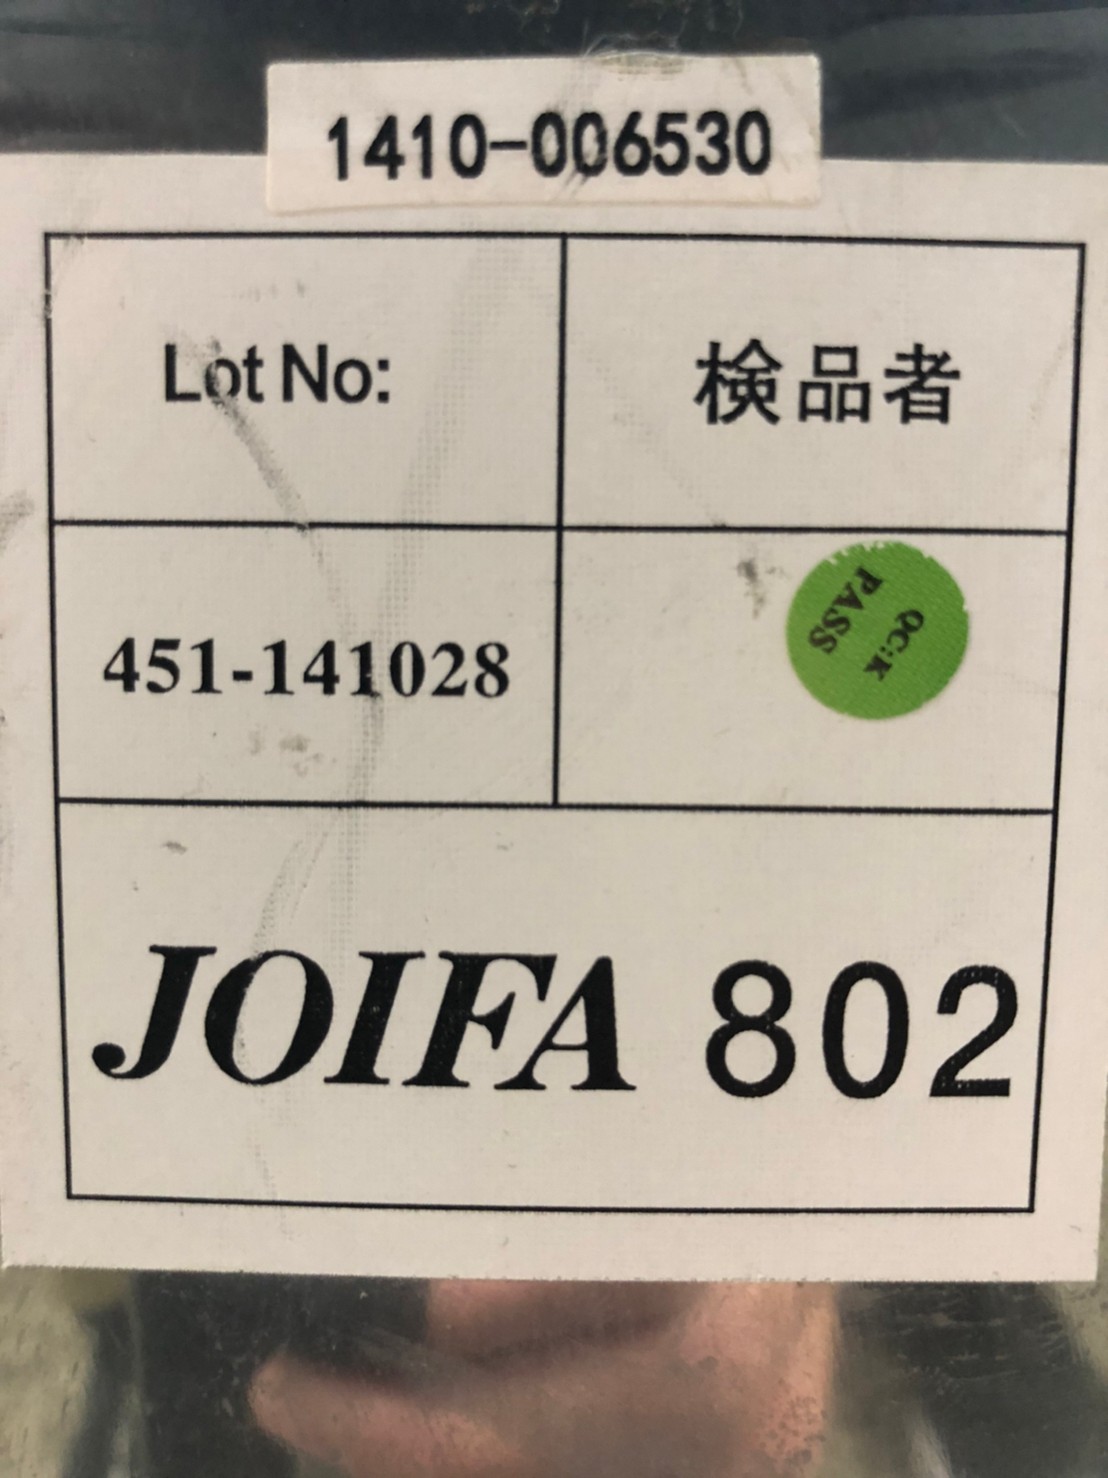 1410-006530
Lot No:
検品者
451-141028
QC:K
PASS
JOIFA 802